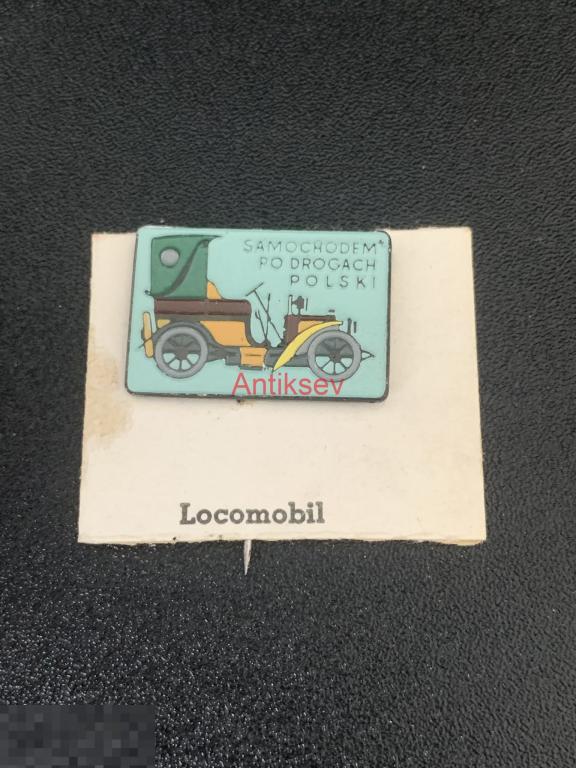 SAMOCHODEM
PO DROGACH
POLSKI
Antiksev
Locomobil